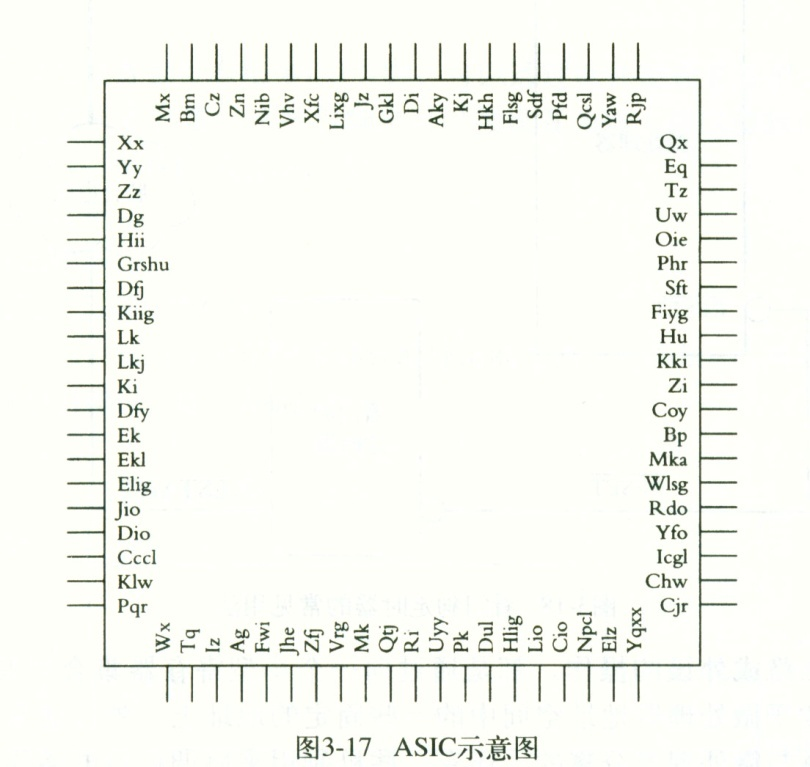 Mx Bm Cz Zn Nib Vhv Xfc Lixg Jz Gkl Di Aky Kj Hkh Flsg Sdf Pfd Qcsl Yaw Rjp
Xx Qx
Yy Eq
Zz Tz
Dg Uw
Hii Oie
Grshu Phr
Dfj Sft
Kiig Fiyg
Lk Hu
Lkj Kki
Ki Zi
Dfy Coy
Ek Bp
Ekl Mka
Elig Wlsg
Jio Rdo
Dio Yfo
Cccl Icgl
Klw Chw
Pqr Cjr
Wx Tq Iz Ag Fwi Jhe Zfj Vrg Mk Qtj Ri Uyy Pk Dul Hlig Lio Cio Npcl Elz Yqxx
图3-17 ASIC示意图